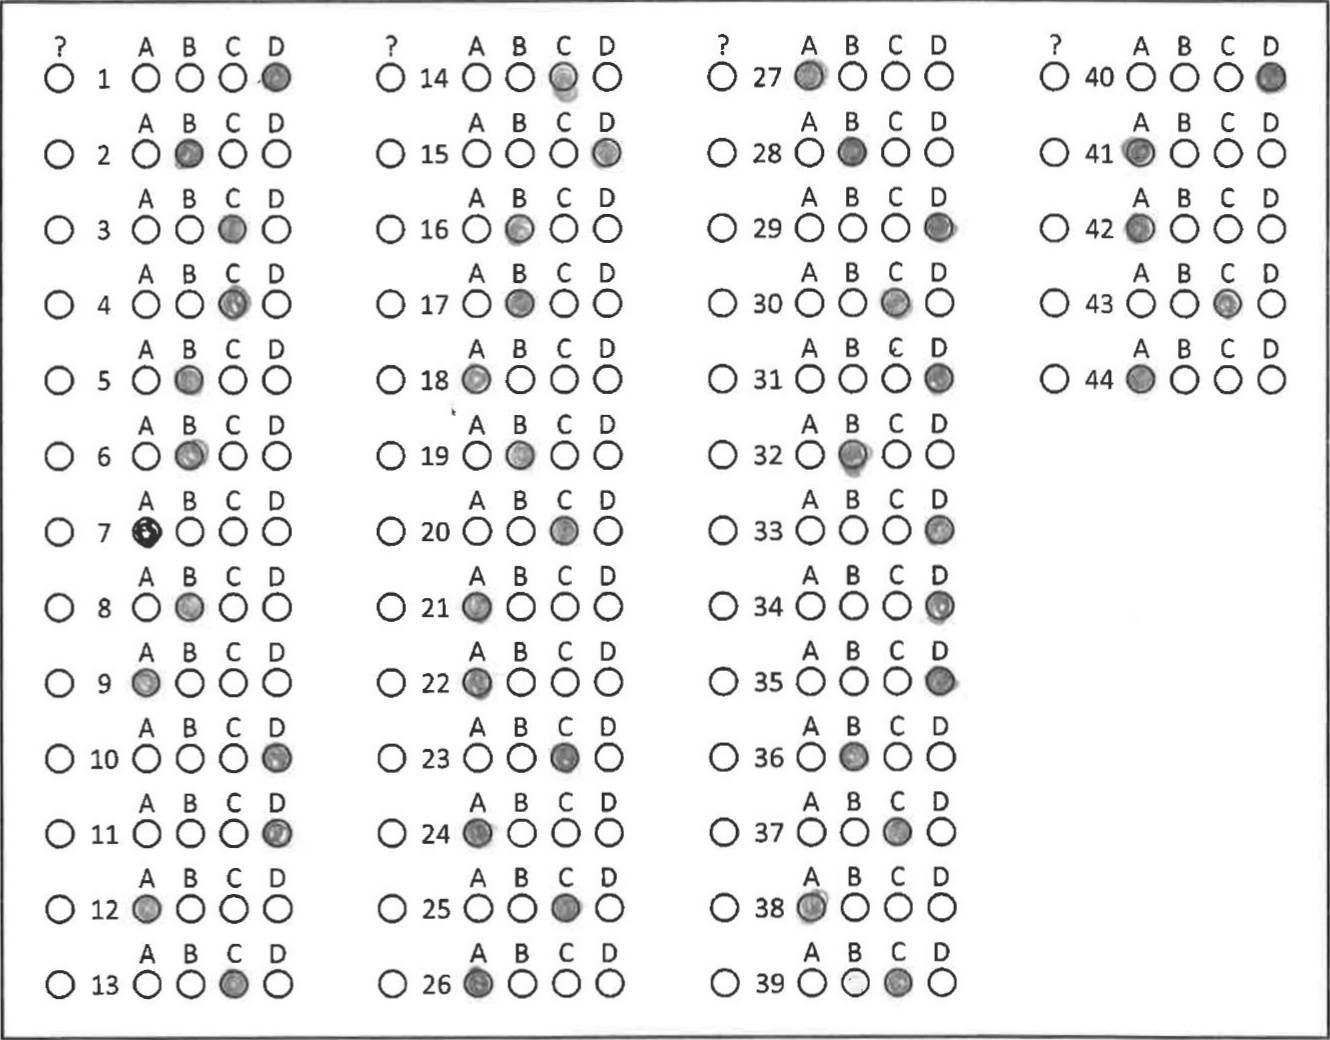 ? A B C D
1
A B C D
2
A B C D
3
A B C D
4
A B C D
5
A B C D
6
A B C D
7
A B C D
8
A B C D
9
A B C D
10
A B C D
11
A B C D
12
A B C D
13
? A B C D
14
A B C D
15
A B C D
16
A B C D
17
A B C D
18
A B C D
19
A B C D
20
A B C D
21
A B C D
22
A B C D
23
A B C D
24
A B C D
25
A B C D
26
? A B C D
27
A B C D
28
A B C D
29
A B C D
30
A B C D
31
A B C D
32
A B C D
33
A B C D
34
A B C D
35
A B C D
36
A B C D
37
A B C D
38
A B C D
39
? A B C D
40
A B C D
41
A B C D
42
A B C D
43
A B C D
44